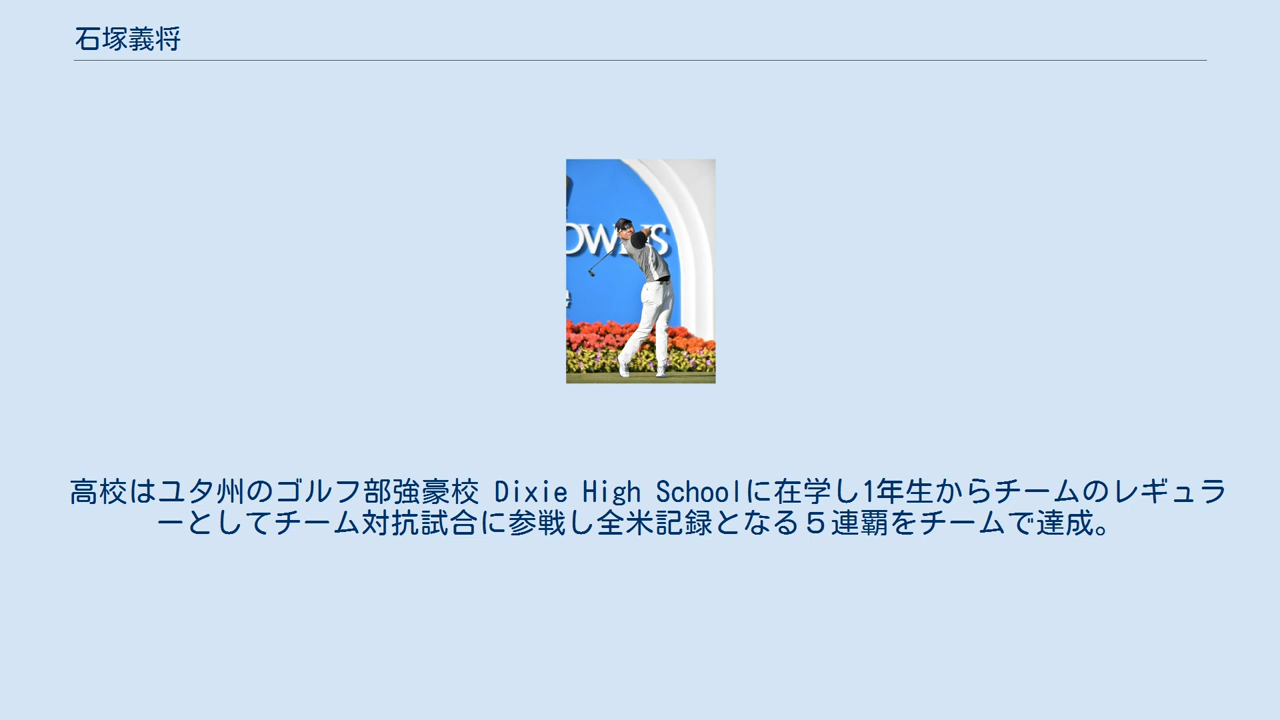 石塚義将
OWNS
e
高校はユタ州のゴルフ部強豪校 Dixie High Schoolに在学し1年生からチームのレギュラ
ーとしてチーム対抗試合に参戦し全米記録となる５連覇をチームで達成。